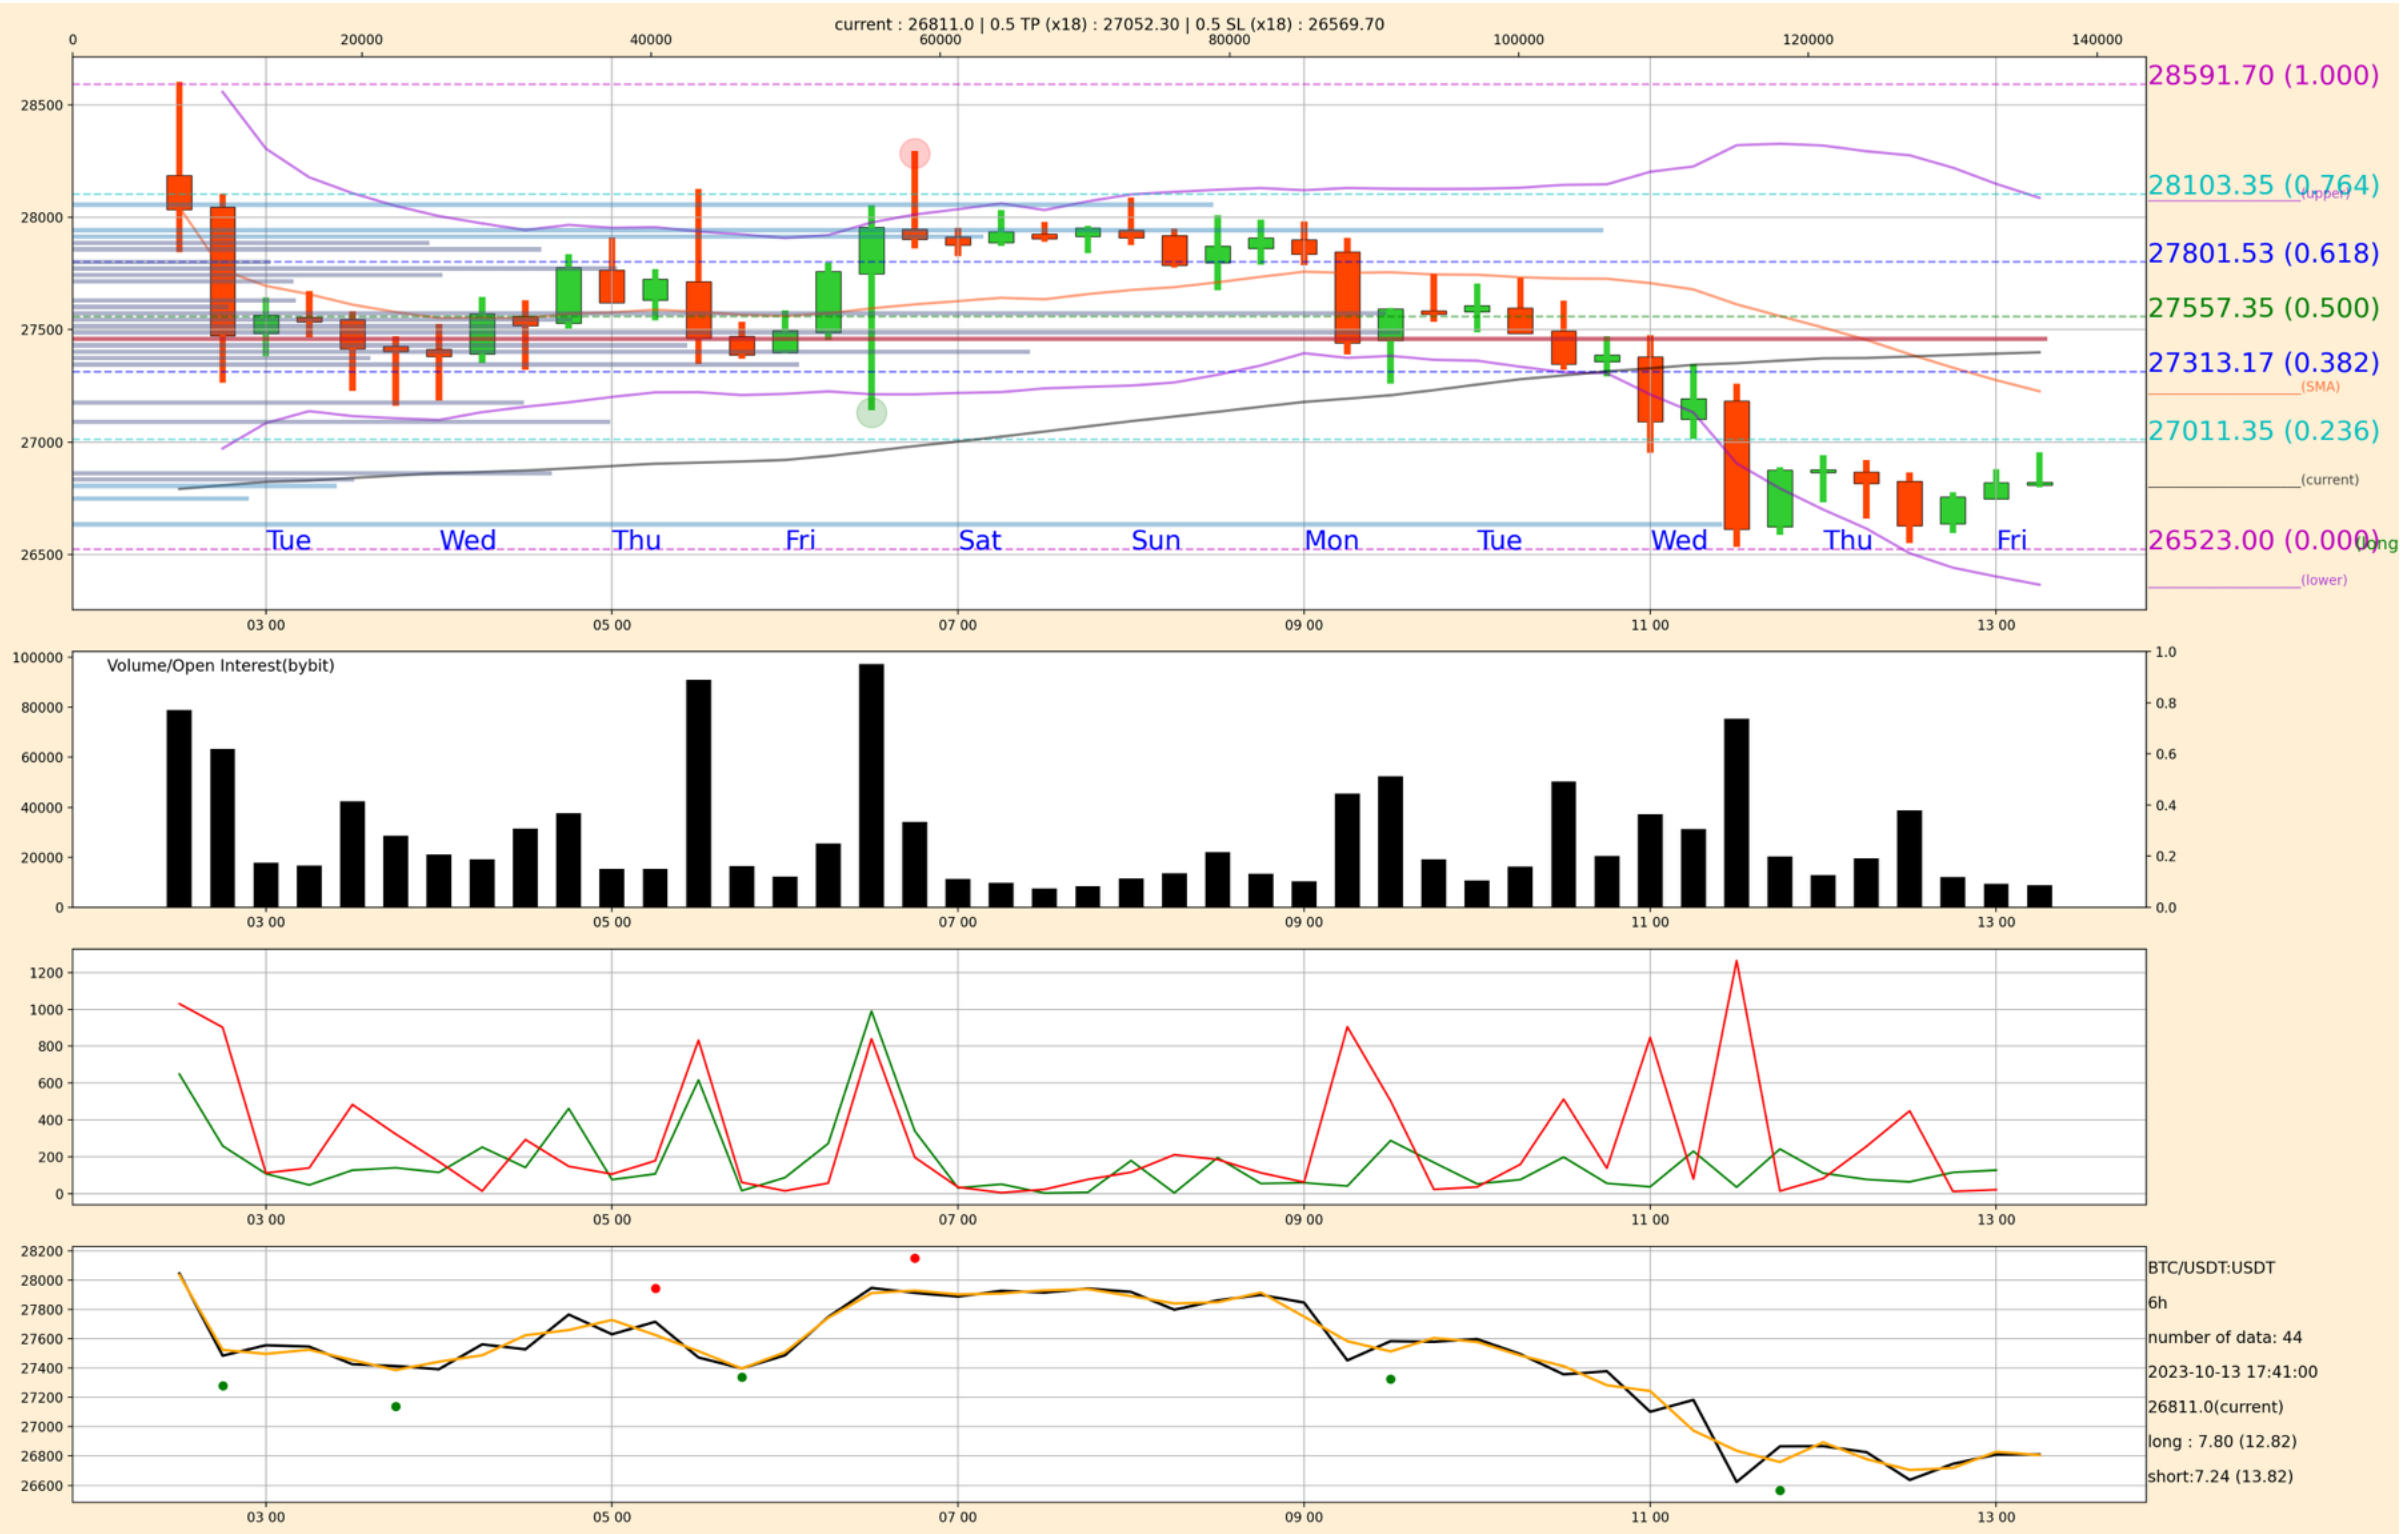 current : 26811.0 | 0.5 TP (x18) : 27052.30 | 0.5 SL (x18) : 26569.70
0 20000 40000 60000 80000 100000 120000 140000
28591.70 (1.000)
28500
28103.35 (0.764)
(upper)
28000
27801.53 (0.618)
27557.35 (0.500)
27500
27313.17 (0.382)
(SMA)
27011.35 (0.236)
27000
(current)
Tue Wed Thu Fri Sat Sun Mon Tue Wed Thu Fri
26523.00 (0.000)
(long
26500
(lower)
03 00 05 00 07 00 09 00 11 00 13 00
Volume/Open Interest(bybit)
100000 1.0
80000 0.8
60000 0.6
40000 0.4
20000 0.2
0 0.0
03 00 05 00 07 00 09 00 11 00 13 00
1200
1000
800
600
400
200
0
03 00 05 00 07 00 09 00 11 00 13 00
28200
28000
27800
27600
27400
27200
27000
26800
26600
BTC/USDT:USDT
6h
number of data: 44
2023-10-13 17:41:00
26811.0(current)
long : 7.80 (12.82)
short:7.24 (13.82)
03 00 05 00 07 00 09 00 11 00 13 00